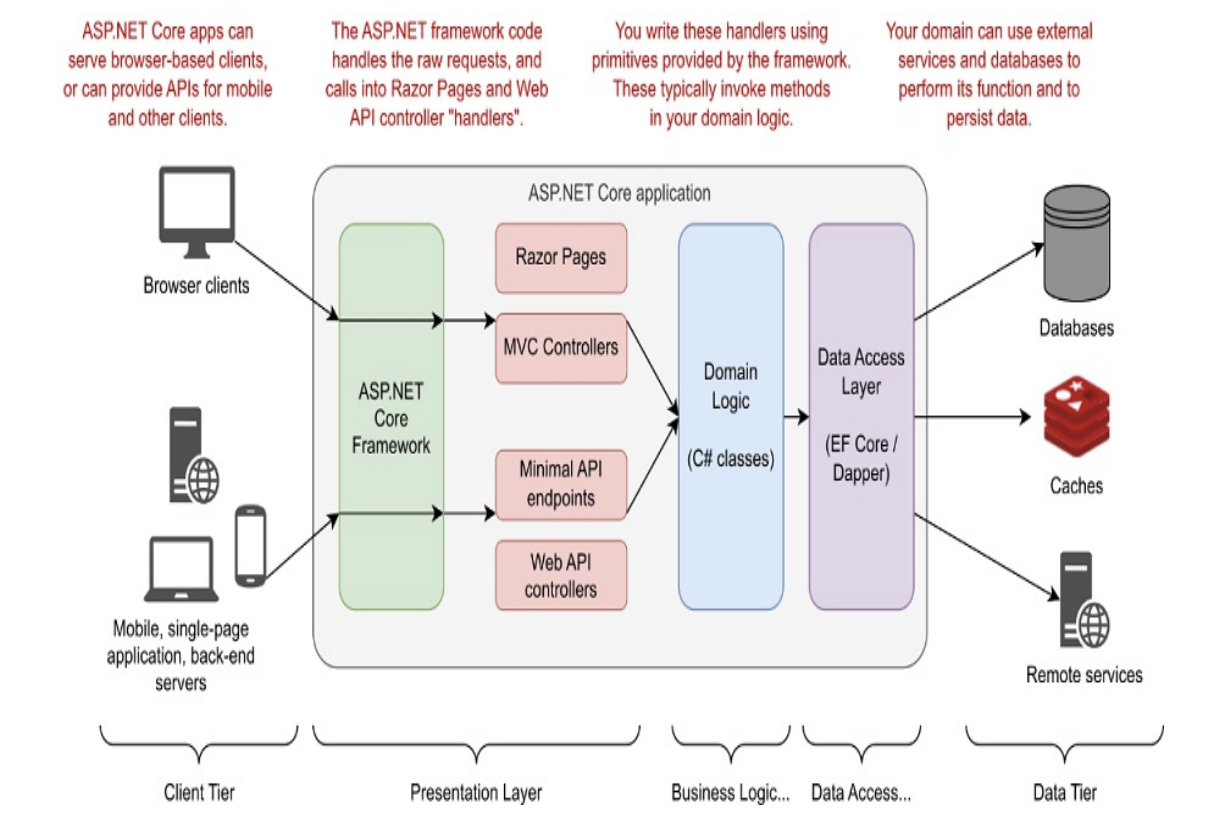 ASP.NET Core apps can
serve browser-based clients,
or can provide APIs for mobile
and other clients.
The ASP.NET framework code
handles the raw requests, and
calls into Razor Pages and Web
API controller "handlers".
You write these handlers using
primitives provided by the framework.
These typically invoke methods
in your domain logic.
Your domain can use external
services and databases to
perform its function and to
persist data.
ASP.NET Core application
Browser clients
Mobile, single-page
application, back-end
servers
ASP.NET
Core
Framework
Razor Pages
MVC Controllers
Minimal API
endpoints
Web API
controllers
Domain
Logic
(C# classes)
Data Access
Layer
(EF Core /
Dapper)
Databases
Caches
Remote services
Client Tier
Presentation Layer
Business Logic...
Data Access...
Data Tier